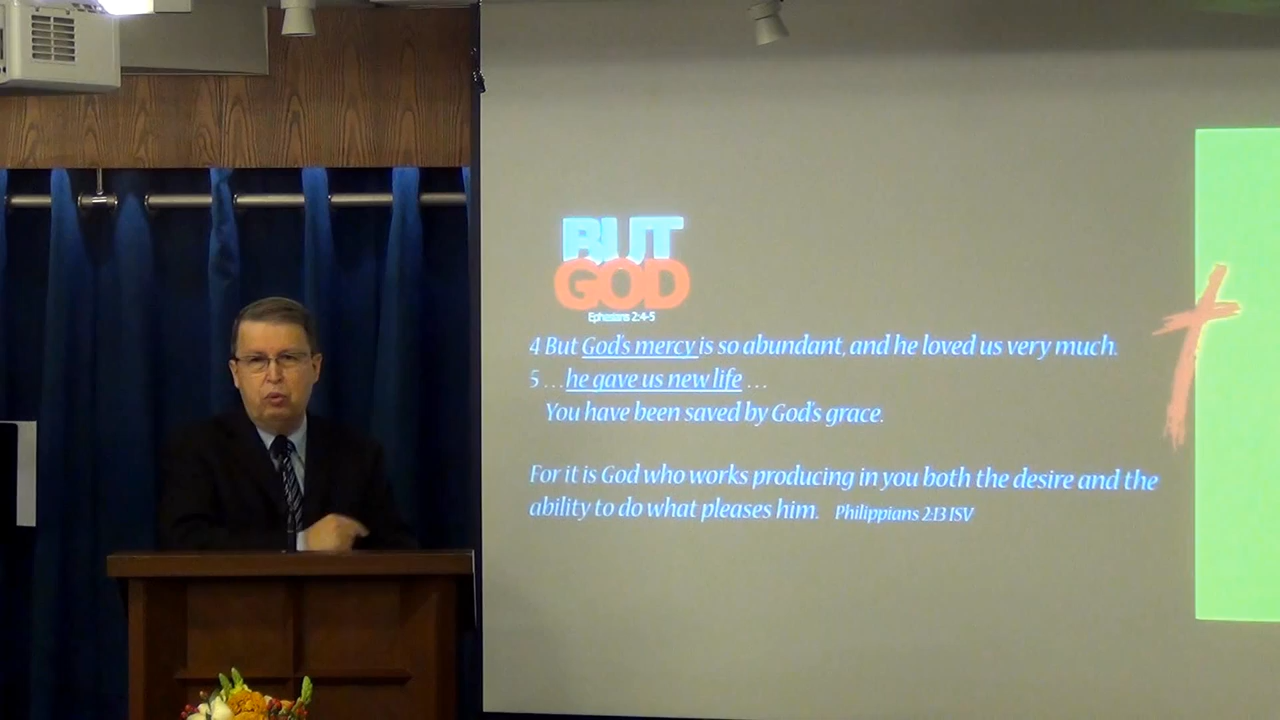 BUT
GOD
Ephesians 2:4-5
4 But God's mercy is so abundant, and he loved us very much.
5 ...he gave us new life ...
You have been saved by God's grace.
For it is God who works producing in you both the desire and the
ability to do what pleases him. Philippians 2:13 ISV